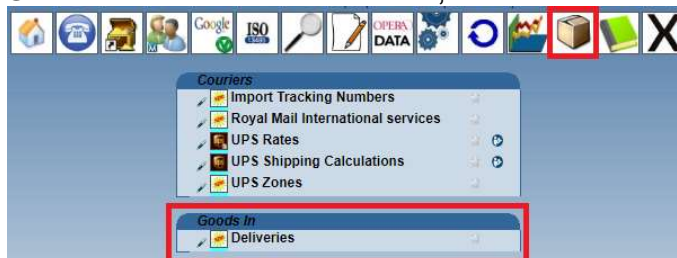 Google ISO OPERA
DATA
Couriers
Import Tracking Numbers
Royal Mail International services
UPS Rates
UPS Shipping Calculations
UPS Zones
Goods In
Deliveries